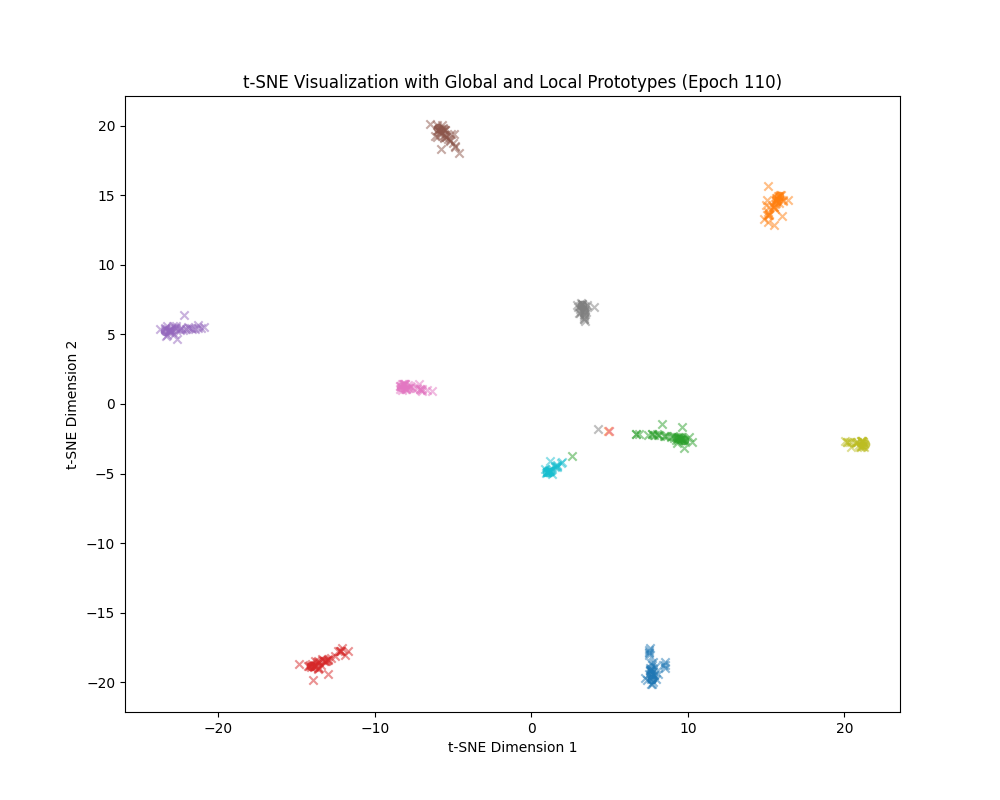 t-SNE Visualization with Global and Local Prototypes (Epoch 110)
20
15
10
5
0
−5
−10
−15
−20
t-SNE Dimension 2
−20 −10 0 10 20
t-SNE Dimension 1